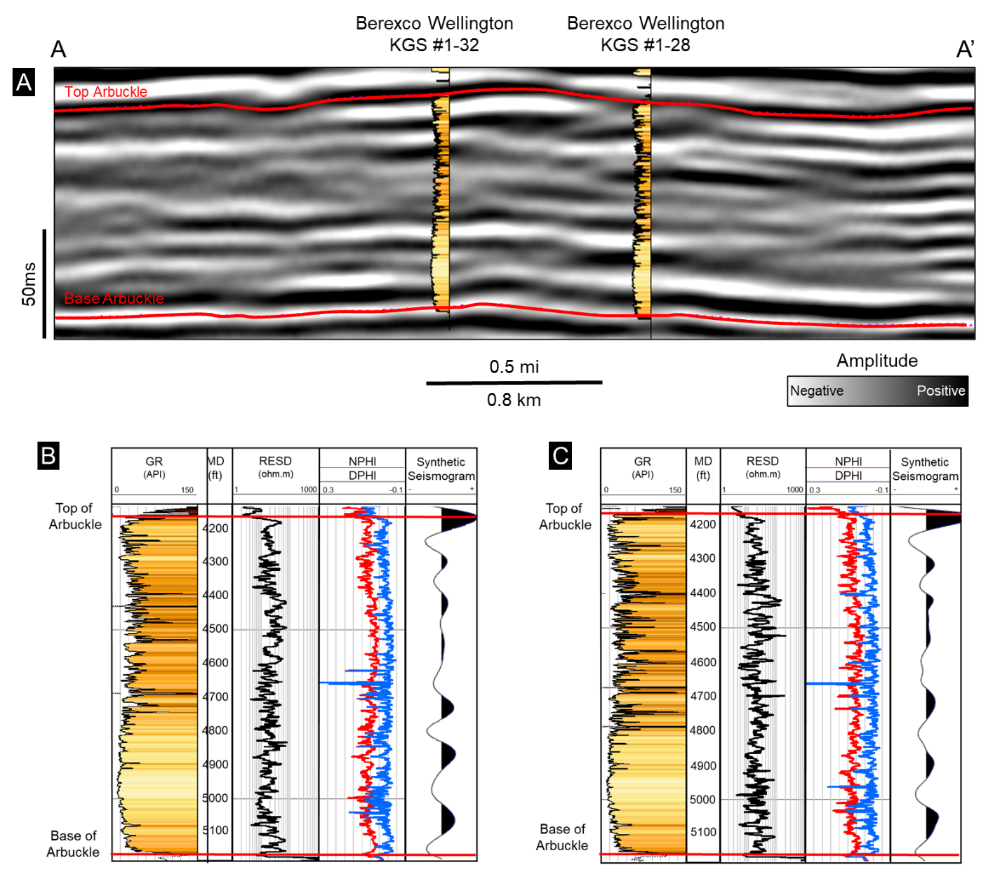 Berexco Wellington
KGS #1-32
Berexco Wellington
KGS #1-28
A
A’
A
Top Arbuckle
Base Arbuckle
50ms
0.5 mi
0.8 km
Amplitude
Negative Positive
B
GR
(API)
0 150
MD
(ft)
RESD
(ohm.m)
1 1000
NPHI
DPHI
0.3 -0.1
Synthetic
Seismogram
- +
Top of
Arbuckle
4200
4300
4400
4500
4600
4700
4800
4900
5000
5100
Base of
Arbuckle
C
GR
(API)
0 150
MD
(ft)
RESD
(ohm.m)
1 1000
NPHI
DPHI
0.3 -0.1
Synthetic
Seismogram
- +
Top of
Arbuckle
4200
4300
4400
4500
4600
4700
4800
4900
5000
5100
Base of
Arbuckle